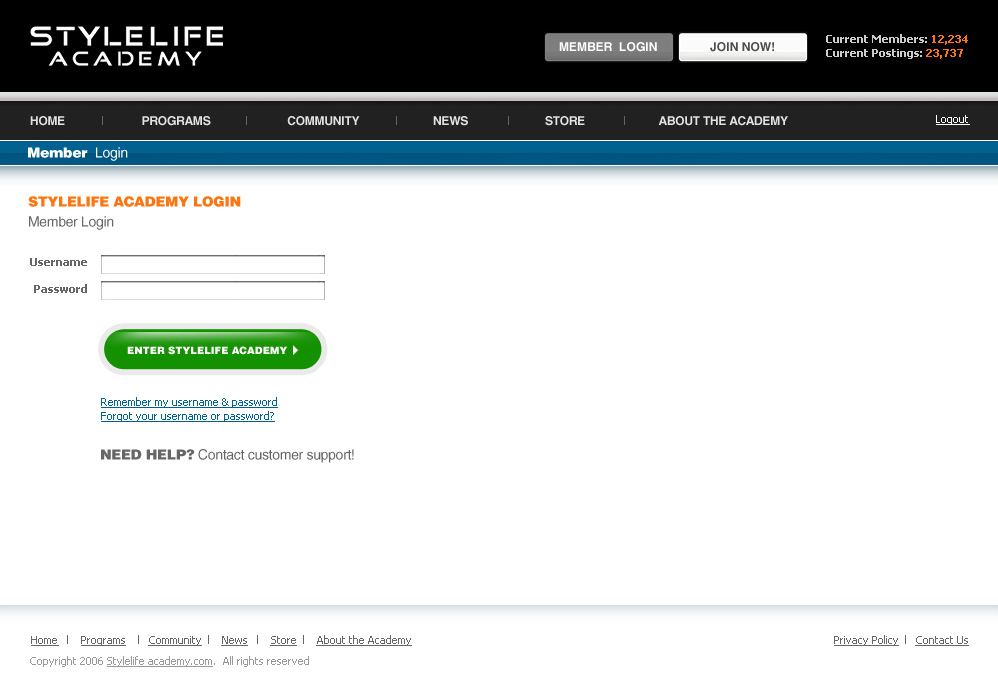 STYLELIFE
ACADEMY
MEMBER LOGIN
JOIN NOW!
Current Members: 12,234
Current Postings: 23,737
HOME | PROGRAMS | COMMUNITY | NEWS | STORE | ABOUT THE ACADEMY
Logout
Member Login
STYLELIFE ACADEMY LOGIN
Member Login
Username
Password
ENTER STYLELIFE ACADEMY
Remember my username & password
Forgot your username or password?
NEED HELP? Contact customer support!
Home | Programs | Community | News | Store | About the Academy
Privacy Policy | Contact Us
Copyright 2006 Stylelife academy.com. All rights reserved